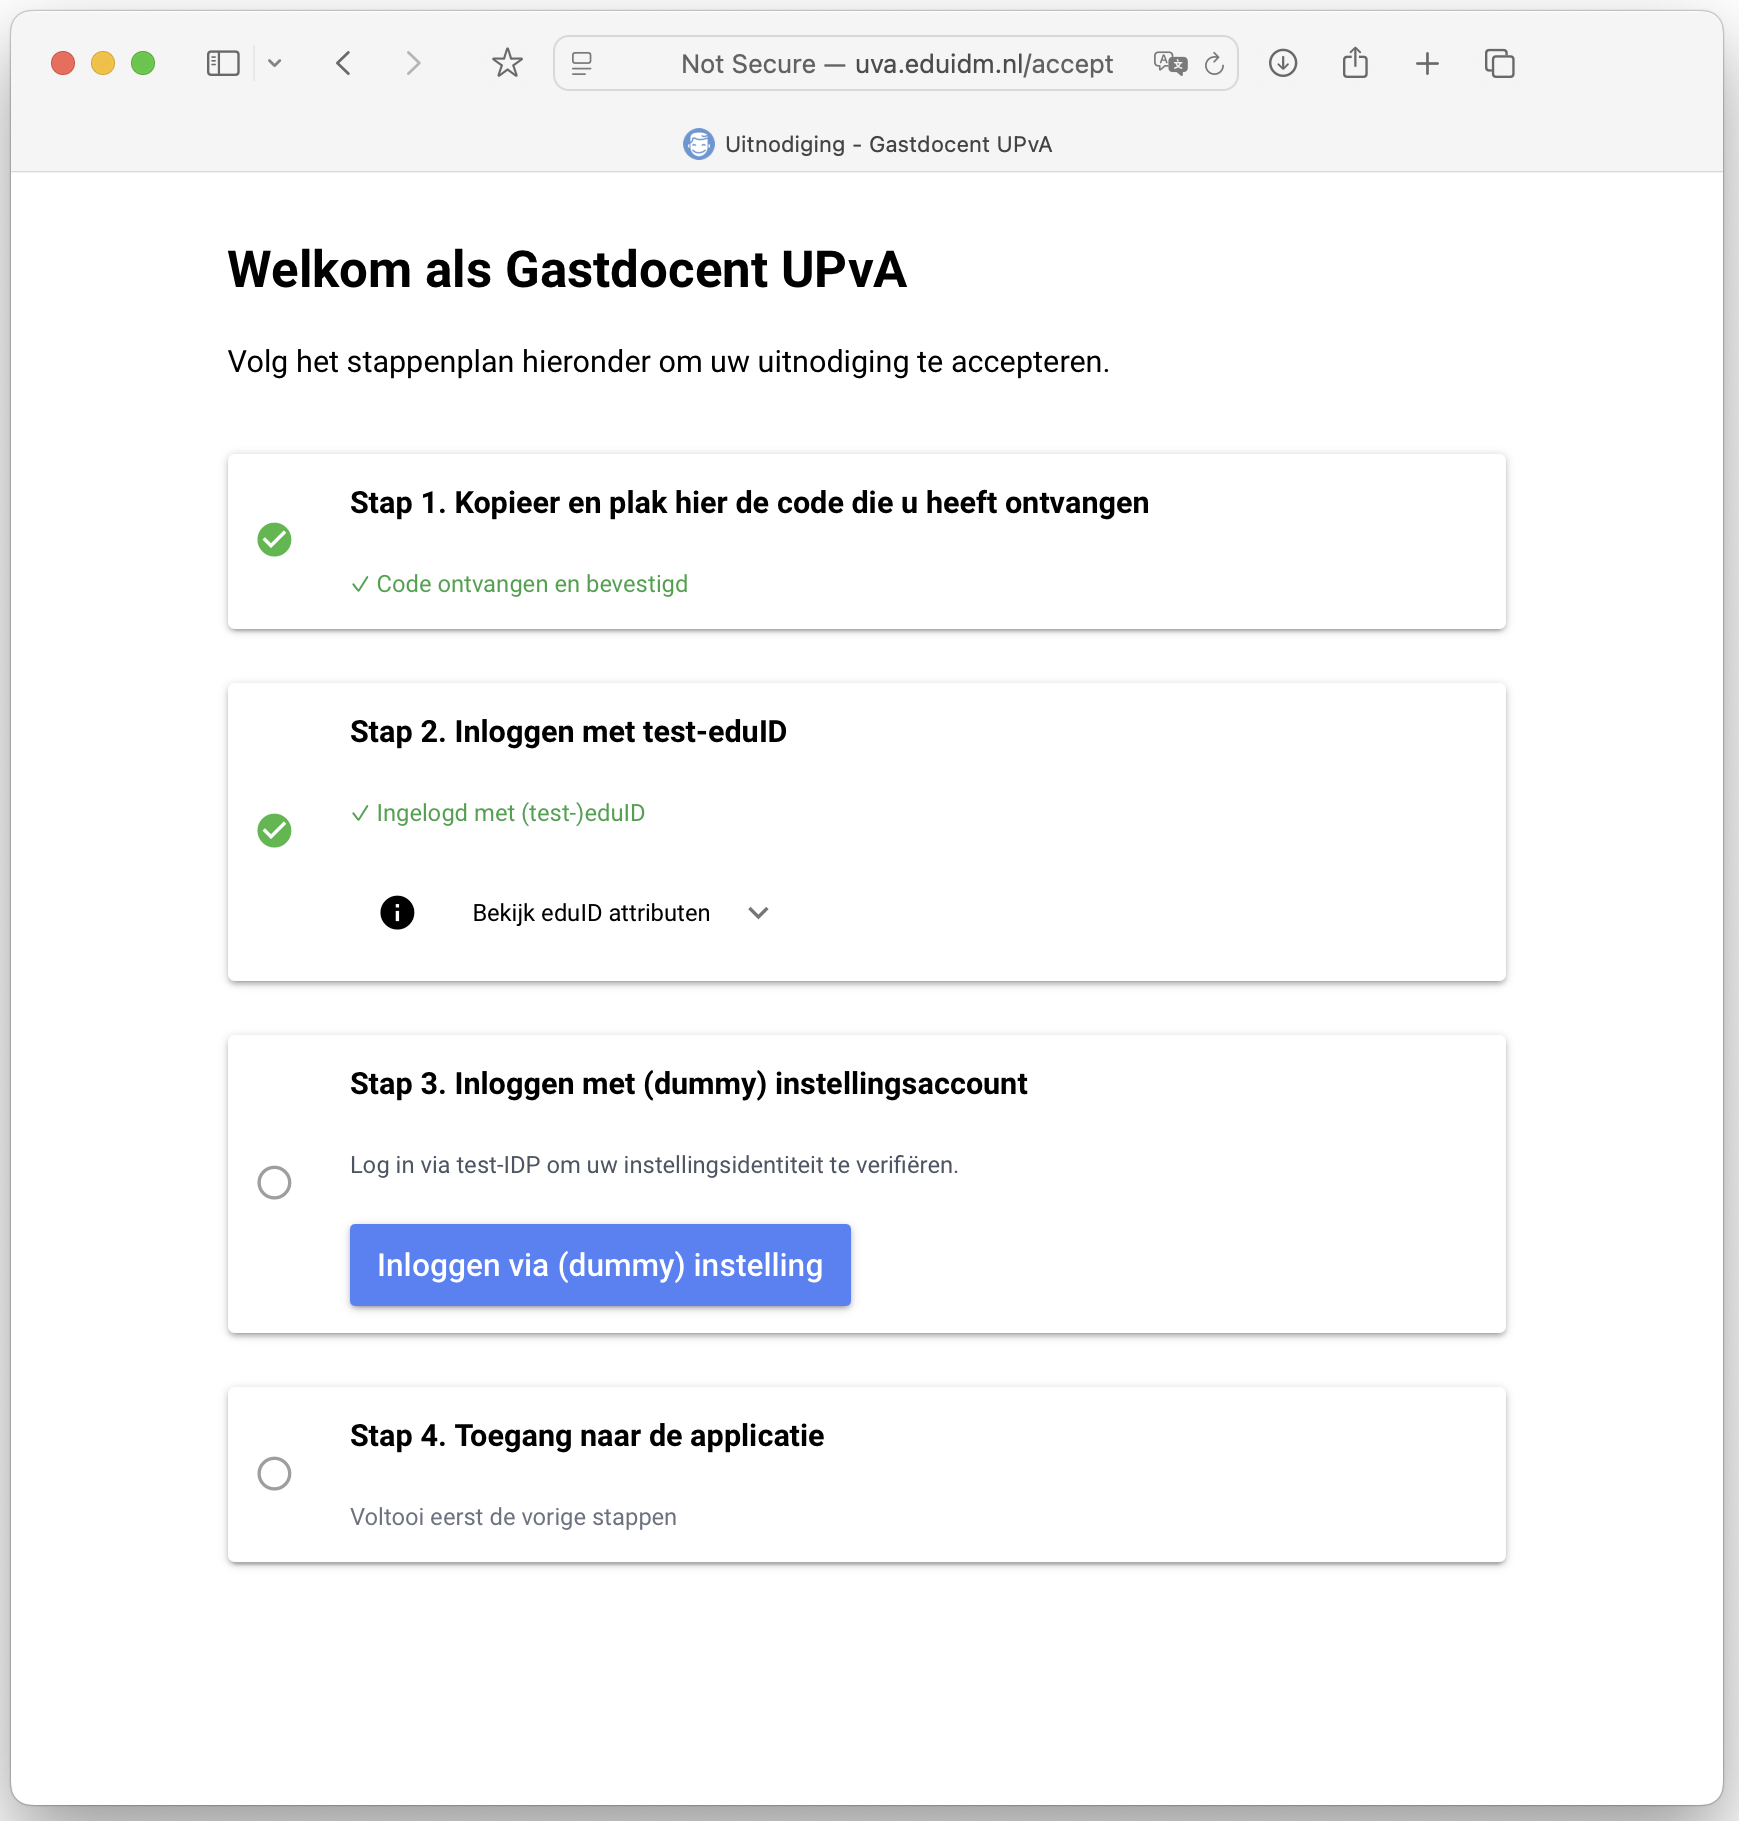 Not Secure — uva.eduidm.nl/accept
Uitnodiging - Gastdocent UPvA
Welkom als Gastdocent UPvA
Volg het stappenplan hieronder om uw uitnodiging te accepteren.
Stap 1. Kopieer en plak hier de code die u heeft ontvangen
✓ Code ontvangen en bevestigd
Stap 2. Inloggen met test-eduID
✓ Ingelogd met (test-)eduID
Bekijk eduID attributen
Stap 3. Inloggen met (dummy) instellingsaccount
Log in via test-IDP om uw instellingsidentiteit te verifiëren.
Inloggen via (dummy) instelling
Stap 4. Toegang naar de applicatie
Voltooi eerst de vorige stappen